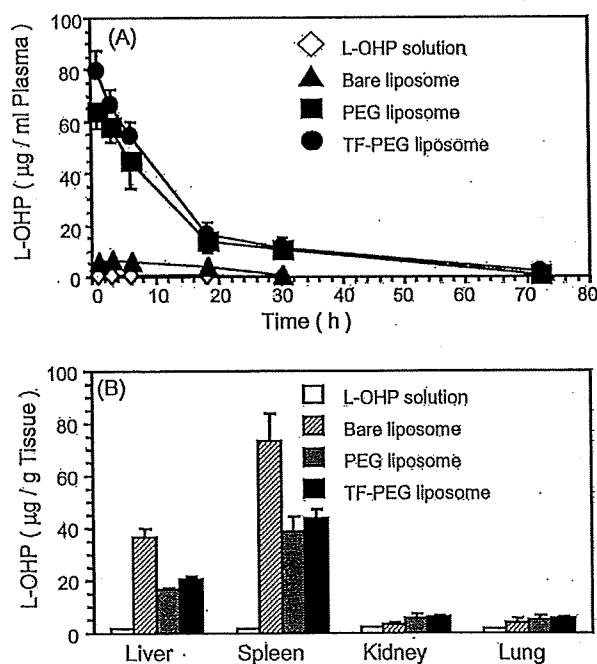 (A)
L-OHP ( µg / ml Plasma )
100
80
60
40
20
0
L-OHP solution
Bare liposome
PEG liposome
TF-PEG liposome
0 10 20 30 40 50 60 70 80
Time ( h )
(B)
L-OHP ( µg / g Tissue )
100
80
60
40
20
0
L-OHP solution
Bare liposome
PEG liposome
TF-PEG liposome
Liver Spleen Kidney Lung